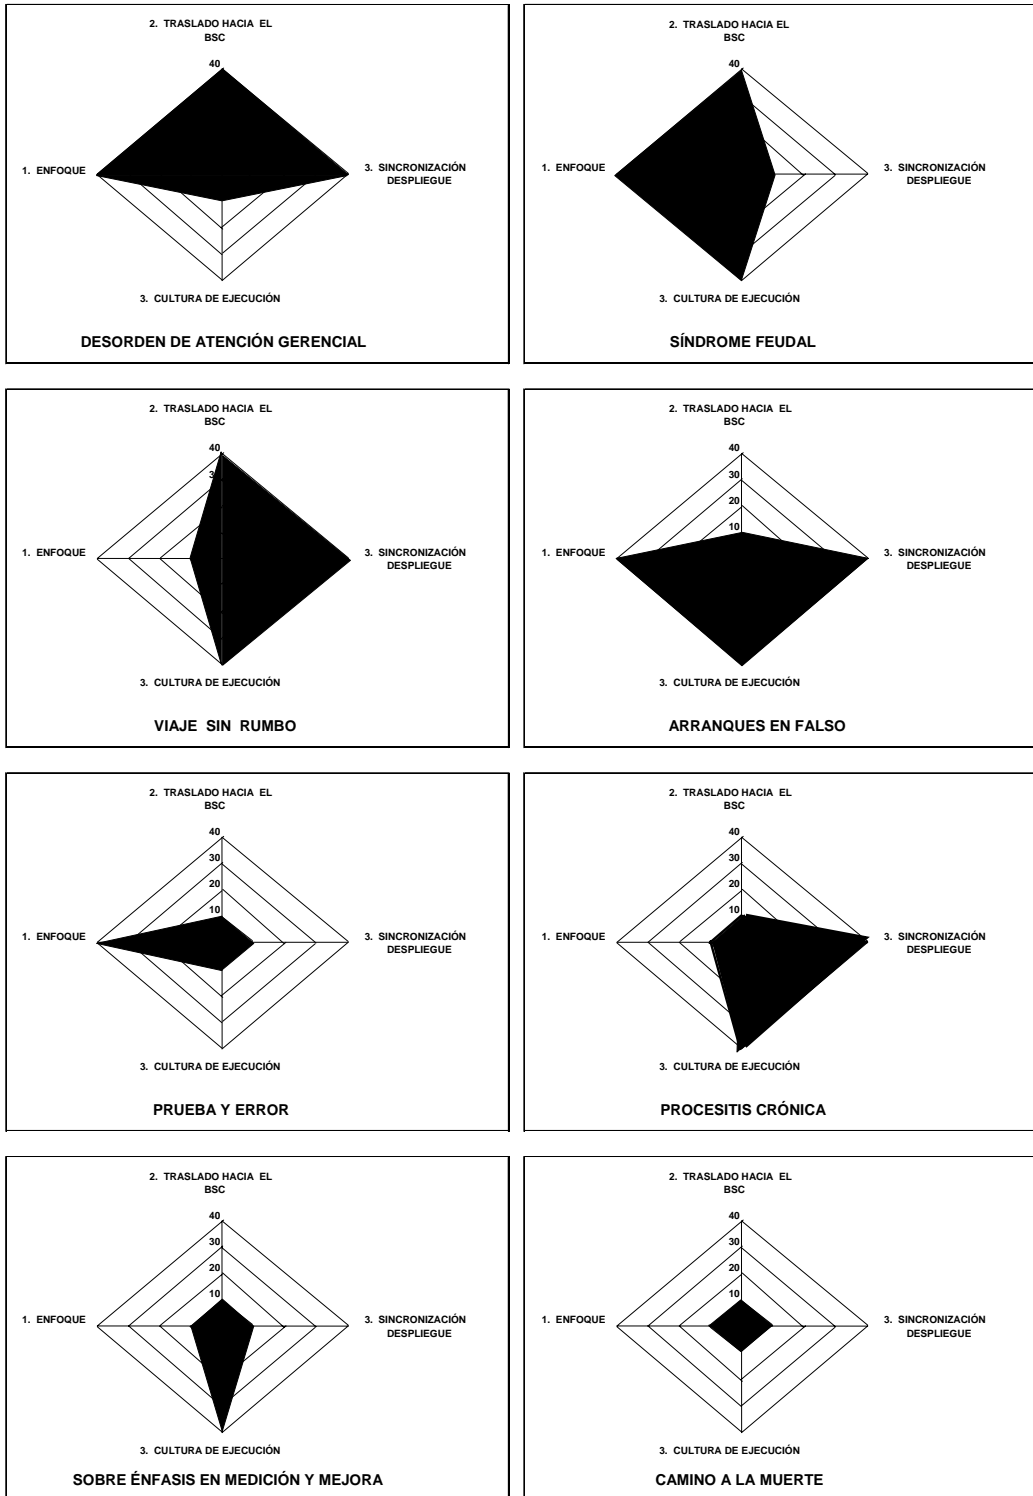 2. TRASLADO HACIA EL
BSC
40
1. ENFOQUE
3. SINCRONIZACIÓN
DESPLIEGUE
3. CULTURA DE EJECUCIÓN
DESORDEN DE ATENCIÓN GERENCIAL
2. TRASLADO HACIA EL
BSC
40
1. ENFOQUE
3. SINCRONIZACIÓN
DESPLIEGUE
3. CULTURA DE EJECUCIÓN
SÍNDROME FEUDAL
2. TRASLADO HACIA EL
BSC
40
1. ENFOQUE
3. SINCRONIZACIÓN
DESPLIEGUE
3. CULTURA DE EJECUCIÓN
VIAJE SIN RUMBO
2. TRASLADO HACIA EL
BSC
40
30
20
10
1. ENFOQUE
3. SINCRONIZACIÓN
DESPLIEGUE
3. CULTURA DE EJECUCIÓN
ARRANQUES EN FALSO
2. TRASLADO HACIA EL
BSC
40
30
20
10
1. ENFOQUE
3. SINCRONIZACIÓN
DESPLIEGUE
3. CULTURA DE EJECUCIÓN
PRUEBA Y ERROR
2. TRASLADO HACIA EL
BSC
40
30
20
10
1. ENFOQUE
3. SINCRONIZACIÓN
DESPLIEGUE
3. CULTURA DE EJECUCIÓN
PROCESITIS CRÓNICA
2. TRASLADO HACIA EL
BSC
40
30
20
10
1. ENFOQUE
3. SINCRONIZACIÓN
DESPLIEGUE
3. CULTURA DE EJECUCIÓN
SOBRE ÉNFASIS EN MEDICIÓN Y MEJORA
2. TRASLADO HACIA EL
BSC
40
30
20
10
1. ENFOQUE
3. SINCRONIZACIÓN
DESPLIEGUE
3. CULTURA DE EJECUCIÓN
CAMINO A LA MUERTE